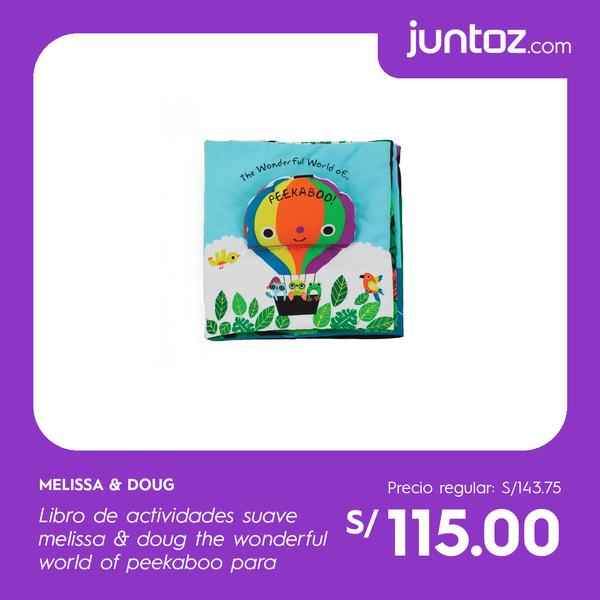 juntoz.com
The Wonderful World of...
PEEKABOO!
MELISSA & DOUG
Libro de actividades suave
melissa & doug the wonderful
world of peekaboo para
Precio regular: S/143.75
S/ 115.00